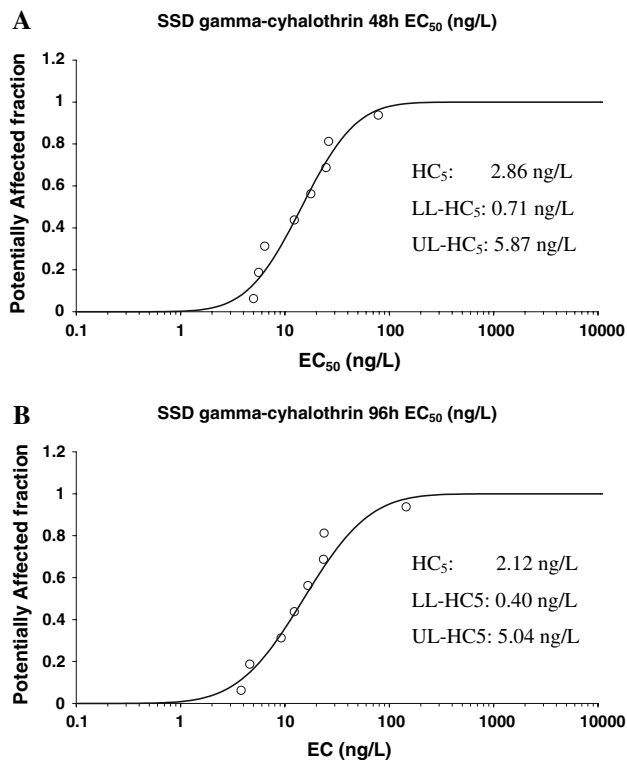 A
SSD gamma-cyhalothrin 48h EC₅₀ (ng/L)
Potentially Affected fraction
1.2
1
0.8
0.6
0.4
0.2
0
HC₅: 2.86 ng/L
LL-HC₅: 0.71 ng/L
UL-HC₅: 5.87 ng/L
0.1 1 10 100 1000 10000
EC₅₀ (ng/L)
B
SSD gamma-cyhalothrin 96h EC₅₀ (ng/L)
Potentially Affected fraction
1.2
1
0.8
0.6
0.4
0.2
0
HC₅: 2.12 ng/L
LL-HC5: 0.40 ng/L
UL-HC5: 5.04 ng/L
0.1 1 10 100 1000 10000
EC (ng/L)